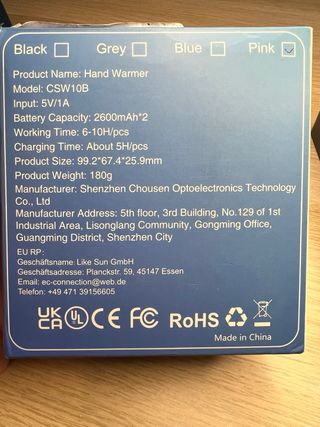 Black Grey Blue Pink
Product Name: Hand Warmer
Model: CSW10B
Input: 5V/1A
Battery Capacity: 2600mAh*2
Working Time: 6-10H/pcs
Charging Time: About 5H/pcs
Product Size: 99.2*67.4*25.9mm
Product Weight: 180g
Manufacturer: Shenzhen Chousen Optoelectronics Technology
Co., Ltd
Manufacturer Address: 5th floor, 3rd Building, No.129 of 1st
Industrial Area, Lisonglang Community, Gongming Office,
Guangming District, Shenzhen City
EU RP:
Geschäftsname: Like Sun GmbH
Geschäftsadresse: Planckstr. 59, 45147 Essen
Email: ec-connection@web.de
Telefon: +49 471 39156605
UK CA UL CE FC RoHS
Made in China